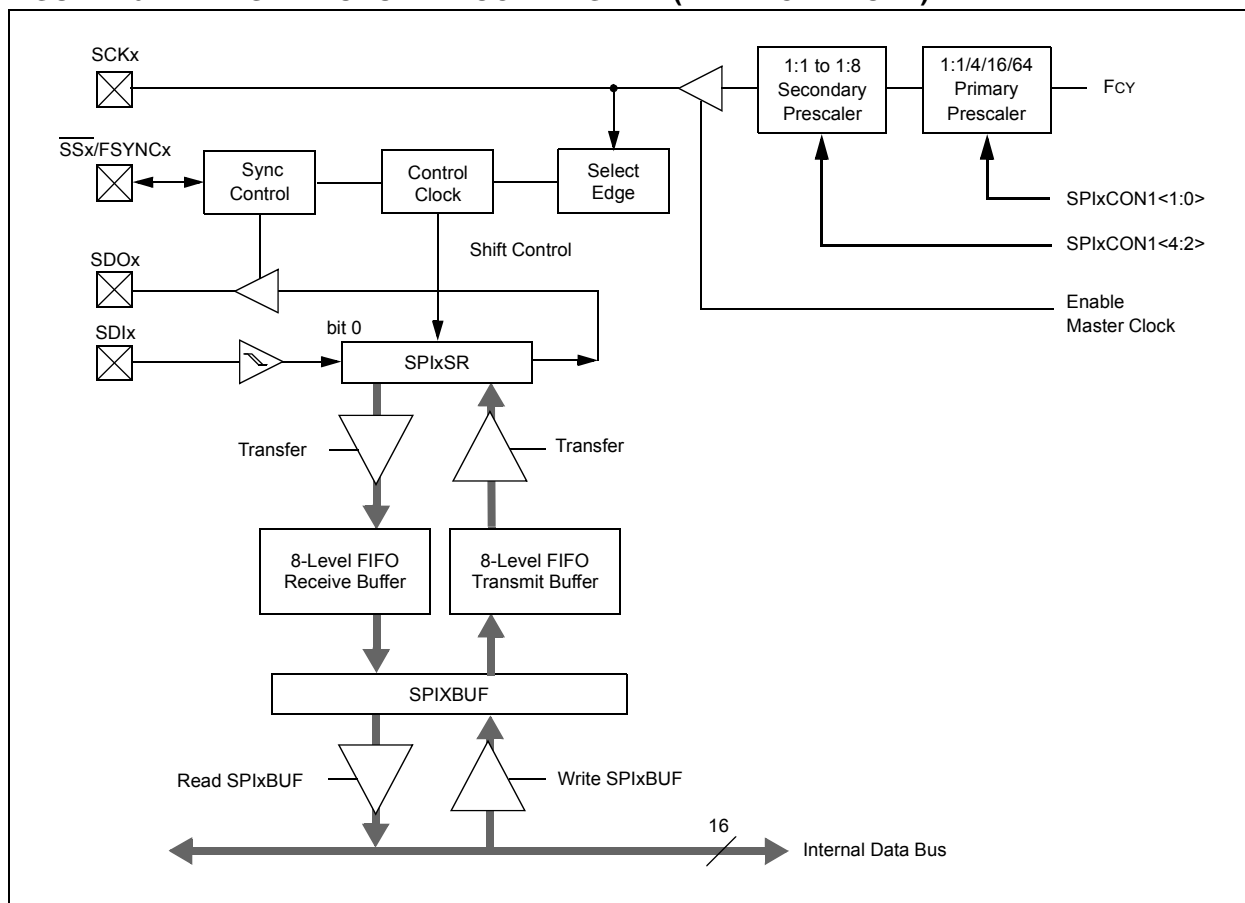 SCKx
1:1 to 1:8
Secondary
Prescaler
1:1/4/16/64
Primary
Prescaler
FCY
SSx/FSYNCx
Sync
Control
Control
Clock
Select
Edge
SPIxCON1<1:0>
SPIxCON1<4:2>
Shift Control
SDOx
Enable
Master Clock
SDIx
bit 0
SPIxSR
Transfer
Transfer
8-Level FIFO
Receive Buffer
8-Level FIFO
Transmit Buffer
SPIXBUF
Read SPIxBUF
Write SPIxBUF
16
Internal Data Bus